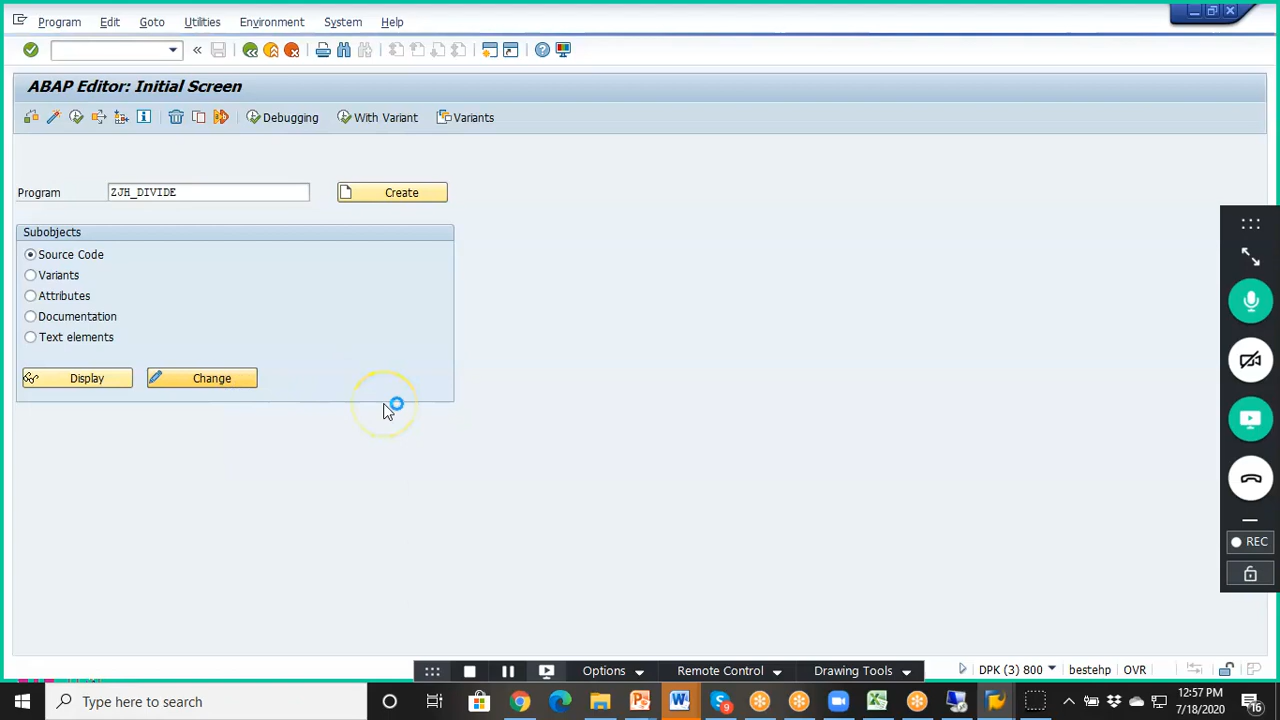 Program Edit Goto Utilities Environment System Help
ABAP Editor: Initial Screen
Debugging With Variant Variants
Program ZJH_DIVIDE Create
Subobjects
Source Code
Variants
Attributes
Documentation
Text elements
Display Change
REC
Options Remote Control Drawing Tools
DPK (3) 800 bestehp OVR
Type here to search
12:57 PM
7/18/2020
16
9